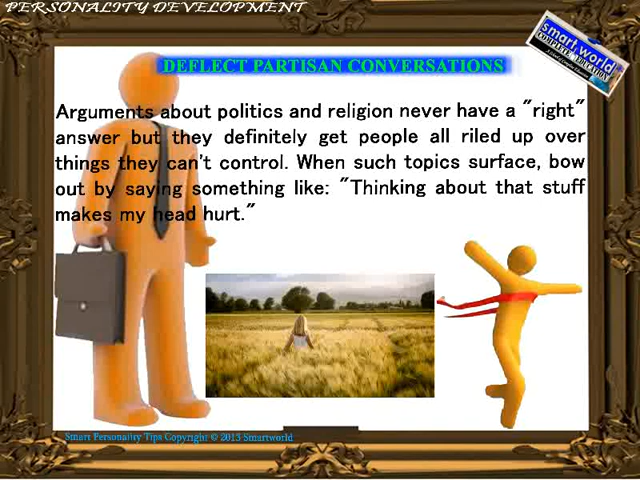 PERSONALITY DEVELOPMENT
smart world
COMPLETE EDUCATION
DEFLECT PARTISAN CONVERSATIONS
Arguments about politics and religion never have a "right"
answer but they definitely get people all riled up over
things they can't control. When such topics surface, bow
out by saying something like: "Thinking about that stuff
makes my head hurt."
Smart Personality Tips Copyright © 2013 Smartworld